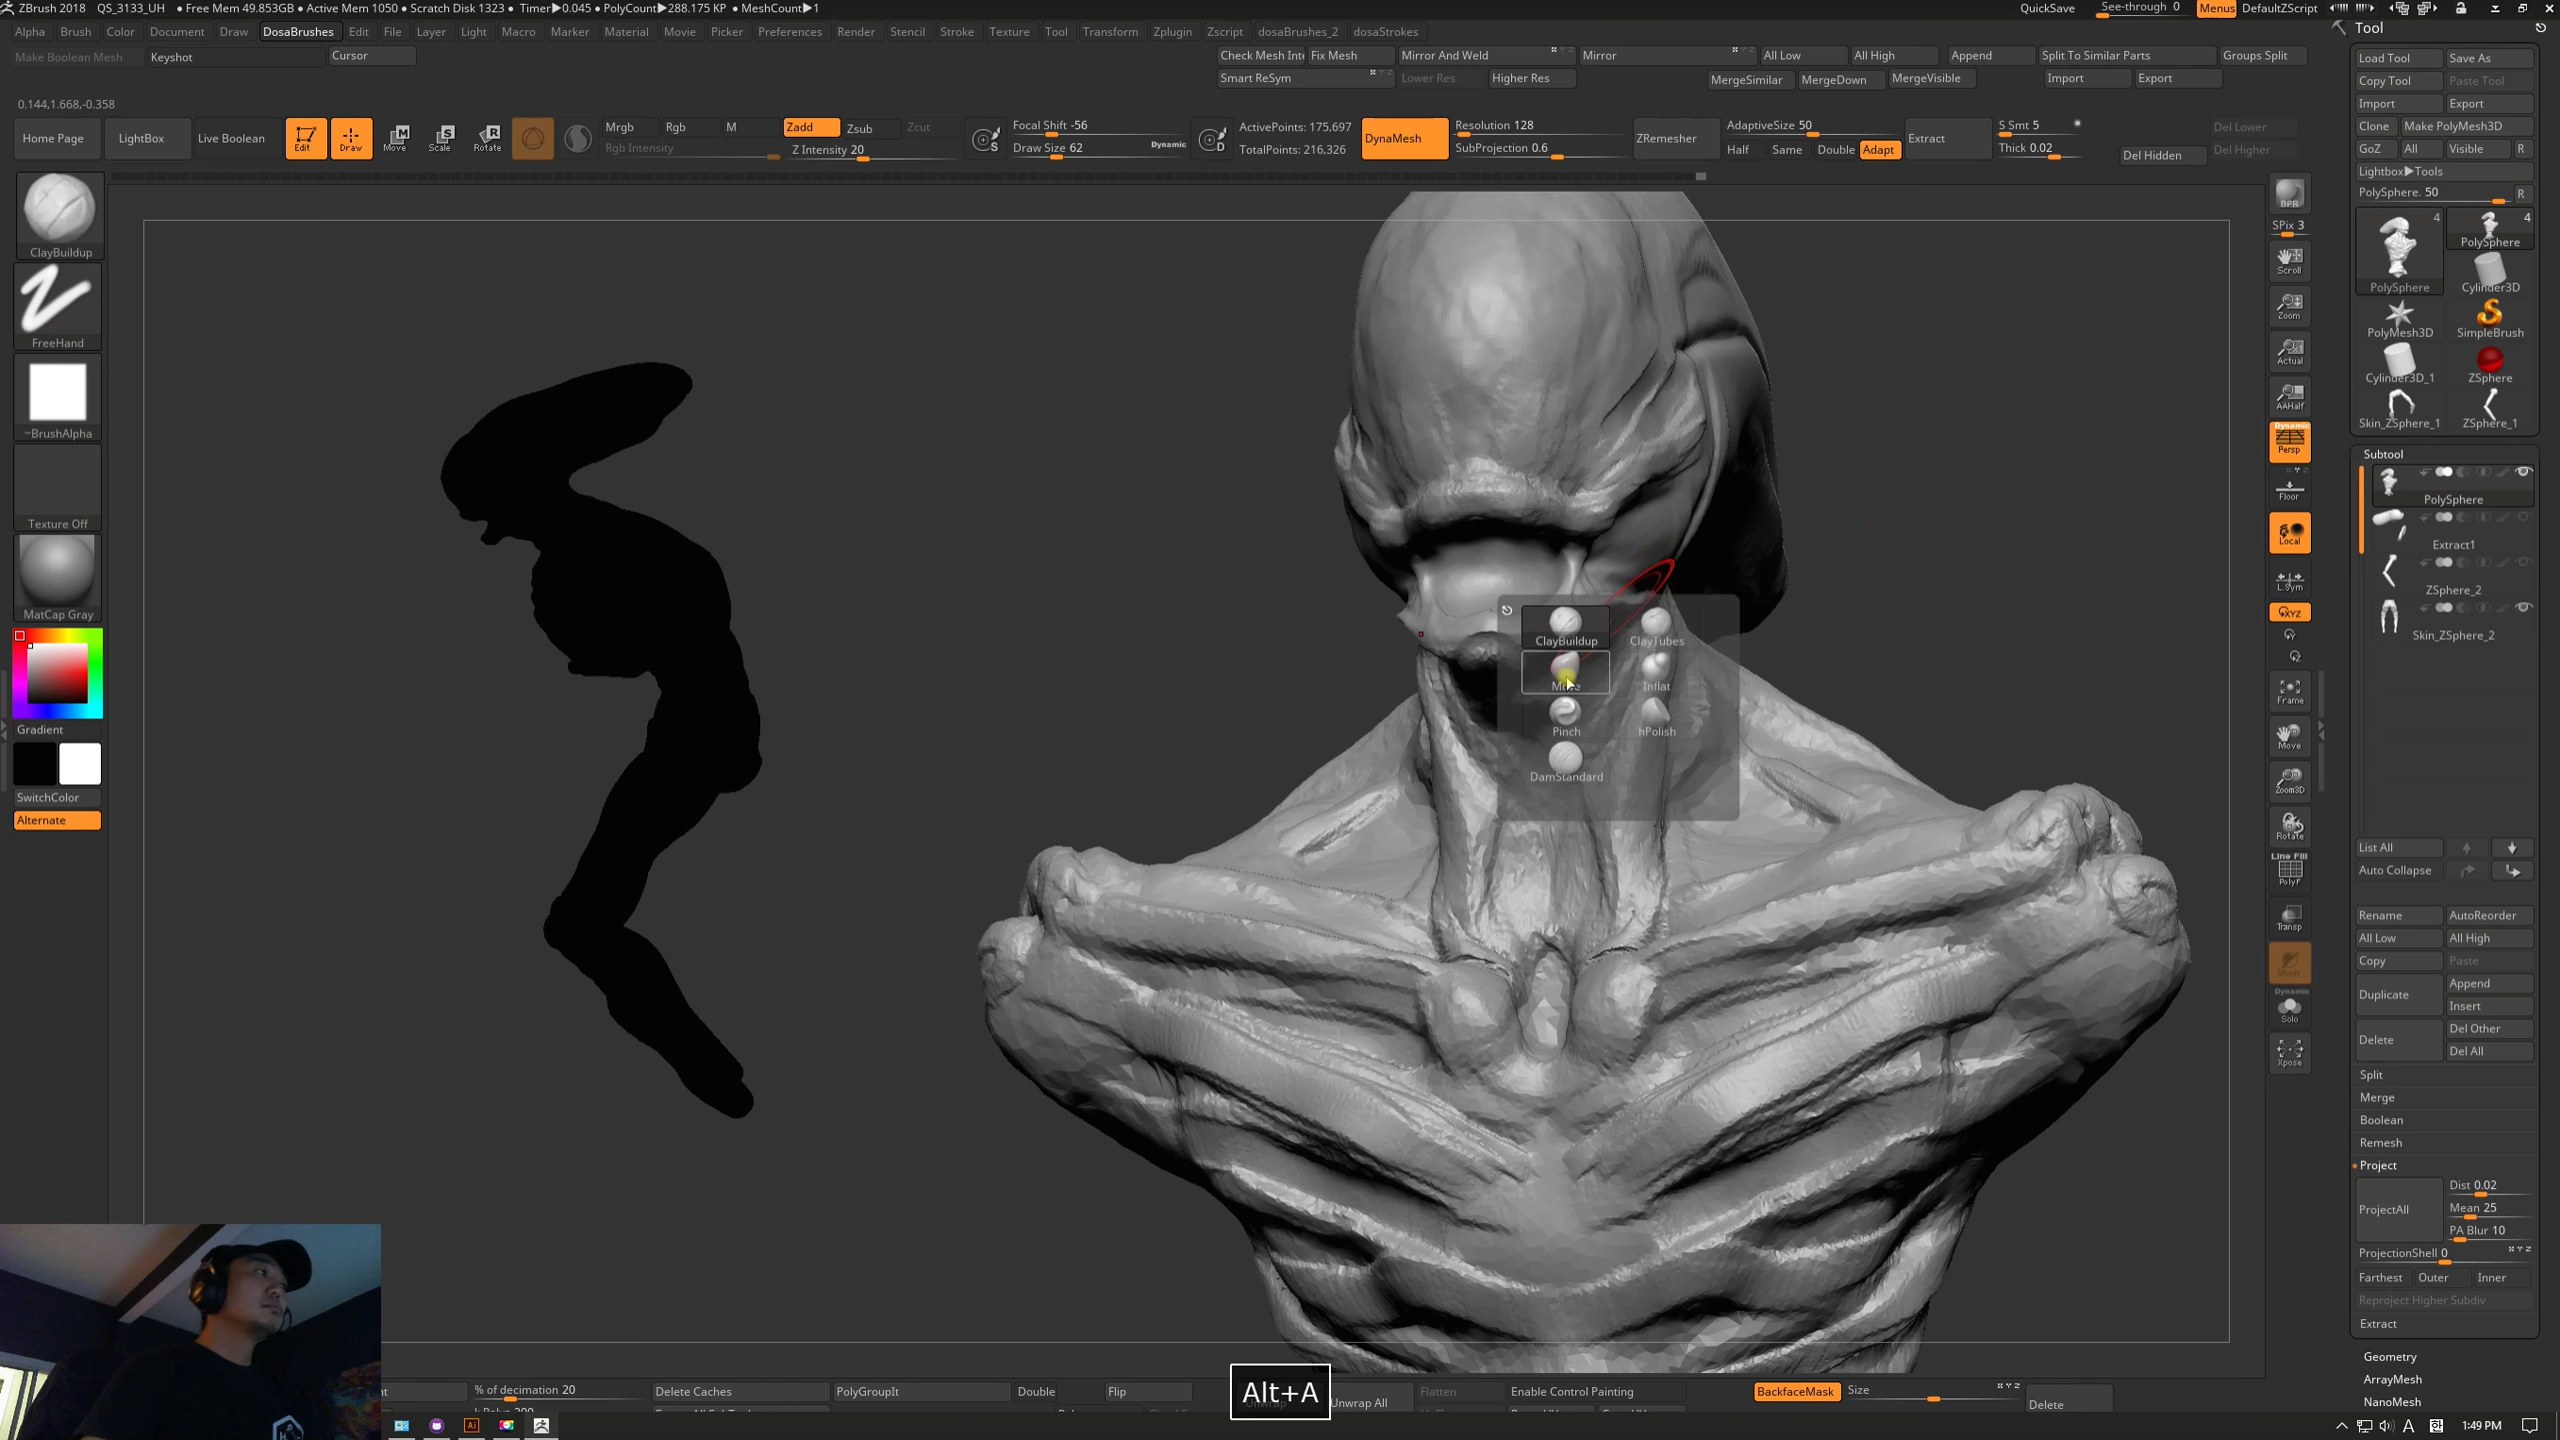 ZBrush 2018 QS_3133_UH • Free Mem 49.853GB • Active Mem 1050 • Scratch Disk 1323 • Timer▶0.045 • PolyCount▶288.175 KP • MeshCount▶1
QuickSave See-through 0 Menus DefaultZScript
Alpha Brush Color Document Draw DosaBrushes Edit File Layer Light Macro Marker Material Movie Picker Preferences Render Stencil Stroke Texture Tool Transform Zplugin Zscript dosaBrushes_2 dosaStrokes
Make Boolean Mesh Keyshot Cursor
Check Mesh Inte Fix Mesh Mirror And Weld Mirror All Low All High Append Split To Similar Parts Groups Split
Smart ReSym Lower Res Higher Res MergeSimilar MergeDown MergeVisible Import Export
0.144,1.668,-0.358
Home Page LightBox Live Boolean Edit Draw Move Scale Rotate
Mrgb Rgb M Zadd Zsub Zcut
Rgb Intensity Z Intensity 20
Focal Shift -56
Draw Size 62 Dynamic
ActivePoints: 175,697
TotalPoints: 216,326
DynaMesh Resolution 128
SubProjection 0.6
ZRemesher AdaptiveSize 50
Half Same Double Adapt
Extract S Smt 5
Thick 0.02
Del Hidden
Del Lower
Del Higher
ClayBuildup
FreeHand
~BrushAlpha
Texture Off
MatCap Gray
Gradient
SwitchColor
Alternate
ClayBuildup ClayTubes
Inflat
Pinch hPolish
DamStandard
BPR
SPix 3
Scroll
Zoom
Actual
AAHalf
Dynamic
Persp
Floor
Local
L.Sym
XYZ
Frame
Move
Zoom3D
Rotate
Line Fill
PolyF
Transp
Ghost
Dynamic
Solo
Xpose
Tool
Load Tool Save As
Copy Tool Paste Tool
Import Export
Clone Make PolyMesh3D
GoZ All Visible R
Lightbox▶Tools
PolySphere. 50 R
4 4
PolySphere
PolySphere Cylinder3D
PolyMesh3D SimpleBrush
Cylinder3D_1 ZSphere
Skin_ZSphere_1 ZSphere_1
Subtool
PolySphere
Extract1
ZSphere_2
Skin_ZSphere_2
List All
Auto Collapse
Rename AutoReorder
All Low All High
Copy Paste
Duplicate Append
Insert
Delete Del Other
Del All
Split
Merge
Boolean
Remesh
Project
ProjectAll Dist 0.02
Mean 25
PA Blur 10
ProjectionShell 0
Farthest Outer Inner
Reproject Higher Subdiv
Extract
Geometry
ArrayMesh
NanoMesh
% of decimation 20 Delete Caches PolyGroupIt Double Flip Alt+A Unwrap All Flatten Enable Control Painting BackfaceMask Size Delete
A 1:49 PM